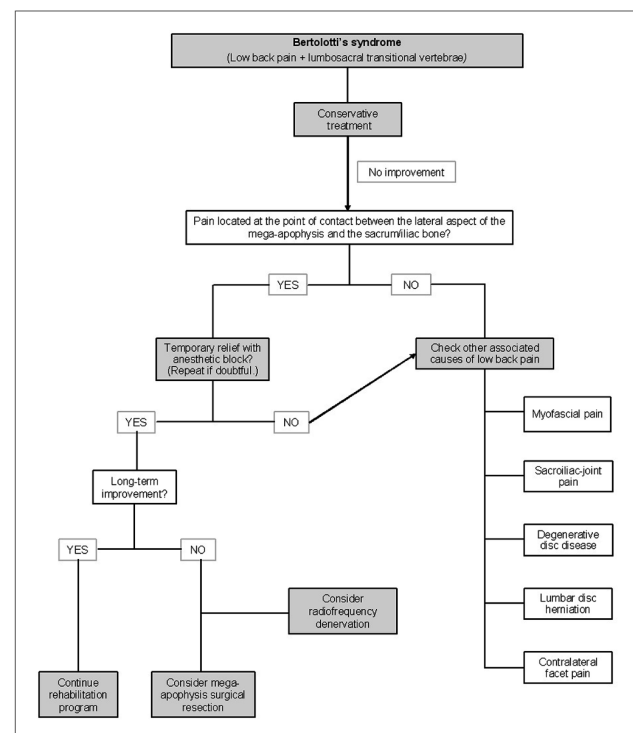 Bertolotti's syndrome
(Low back pain + lumbosacral transitional vertebrae)
Conservative
treatment
No improvement
Pain located at the point of contact between the lateral aspect of the
mega-apophysis and the sacrum/iliac bone?
YES
NO
Temporary relief with
anesthetic block?
(Repeat if doubtful.)
Check other associated
causes of low back pain
YES
NO
Myofascial pain
Long-term
improvement?
Sacroiliac-joint
pain
YES
NO
Degenerative
disc disease
Consider
radiofrequency
denervation
Lumbar disc
herniation
Continue
rehabilitation
program
Consider mega-
apophysis surgical
resection
Contralateral
facet pain